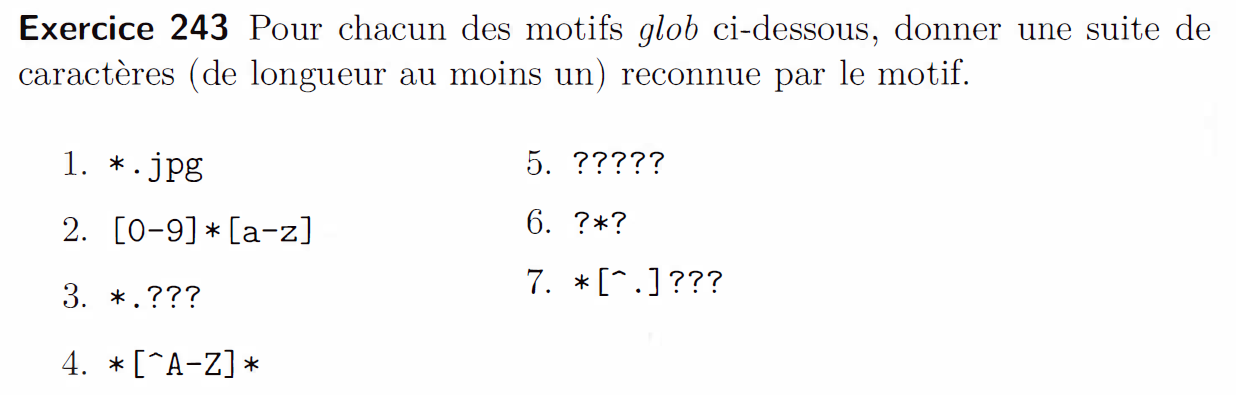 Exercice 243 Pour chacun des motifs glob ci-dessous, donner une suite de
caractères (de longueur au moins un) reconnue par le motif.
1. *.jpg
2. [0-9]*[a-z]
3. *.???
4. *[^A-Z]*
5. ?????
6. ?*?
7. *[^.]???